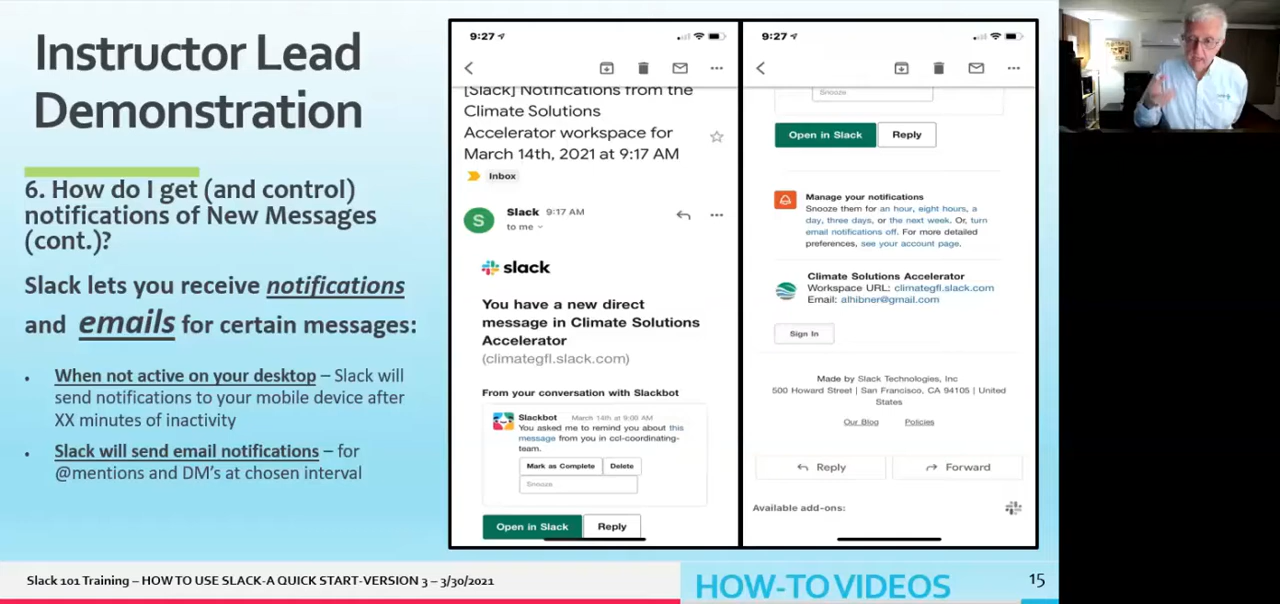 Instructor Lead
Demonstration
6. How do I get (and control)
notifications of New Messages
(cont.)?
Slack lets you receive notifications
and emails for certain messages:
• When not active on your desktop – Slack will
send notifications to your mobile device after
XX minutes of inactivity
• Slack will send email notifications – for
@mentions and DM's at chosen interval
9:27
[Slack] Notifications from the
Climate Solutions
Accelerator workspace for
March 14th, 2021 at 9:17 AM
Inbox
S
Slack 9:17 AM
to me
slack
You have a new direct
message in Climate Solutions
Accelerator
(climategfl.slack.com)
From your conversation with Slackbot
Slackbot March 14th at 9:00 AM
You asked me to remind you about this
message from you in ccl-coordinating-
team.
Mark as Complete Delete
Snooze
Open in Slack Reply
9:27
Snooze
Open in Slack Reply
Manage your notifications
Snooze them for an hour, eight hours, a
day, three days, or the next week. Or, turn
email notifications off. For more detailed
preferences, see your account page.
Climate Solutions Accelerator
Workspace URL: climategfl.slack.com
Email: alhibner@gmail.com
Sign In
Made by Slack Technologies, Inc
500 Howard Street | San Francisco, CA 94105 | United
States
Our Blog Policies
Reply Forward
Available add-ons:
Slack 101 Training – HOW TO USE SLACK-A QUICK START-VERSION 3 – 3/30/2021
HOW-TO VIDEOS
15